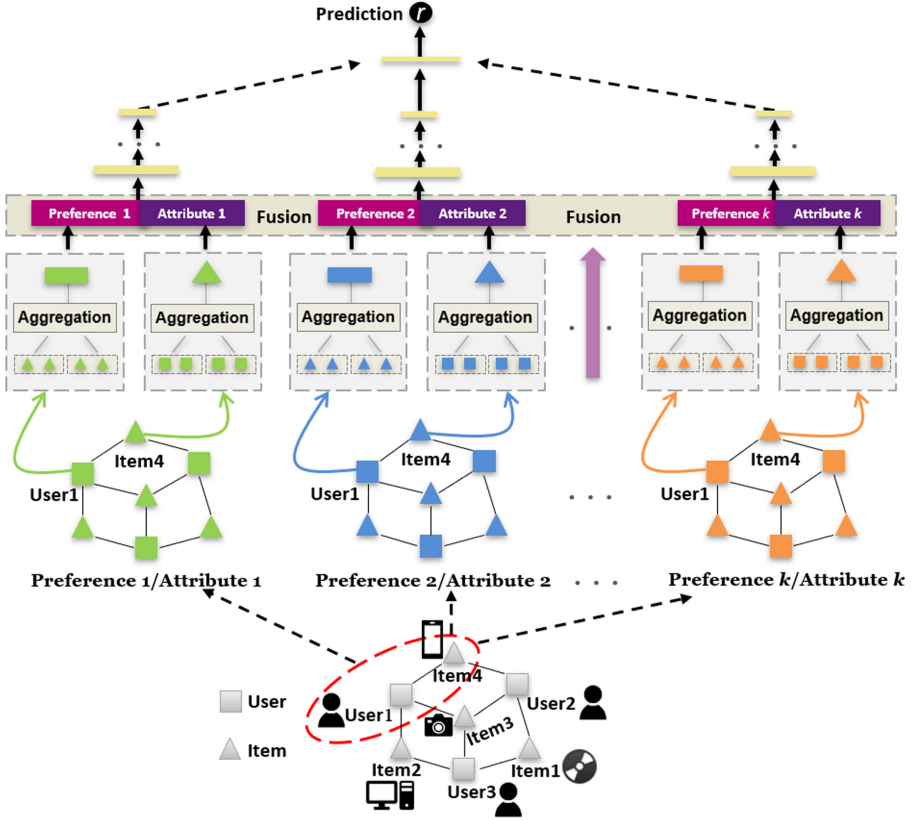 Prediction r
Preference 1 Attribute 1 Fusion Preference 2 Attribute 2 Fusion Preference k Attribute k
Aggregation Aggregation Aggregation Aggregation Aggregation Aggregation
Item4 Item4 Item4
User1 User1 User1
Preference 1/Attribute 1 Preference 2/Attribute 2 Preference k/Attribute k
Item4
User
User1
User2
Item3
Item
Item2
Item1
User3